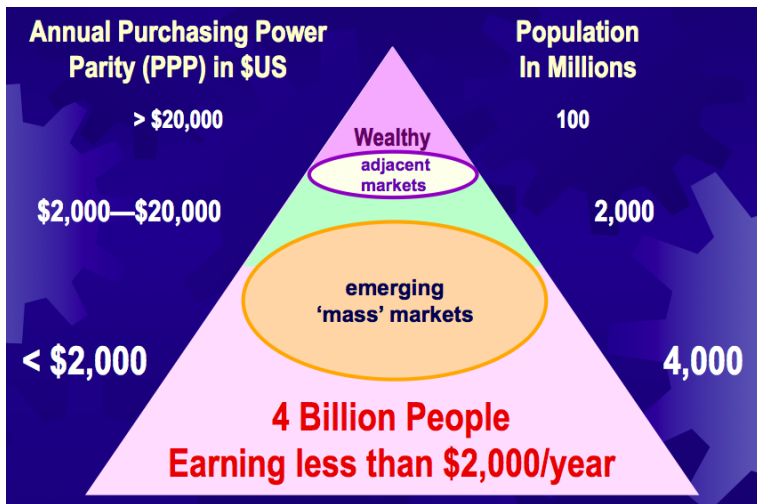 Annual Purchasing Power
Parity (PPP) in $US
Population
In Millions
> $20,000
100
Wealthy
adjacent
markets
$2,000—$20,000
2,000
emerging
‘mass’ markets
< $2,000
4,000
4 Billion People
Earning less than $2,000/year